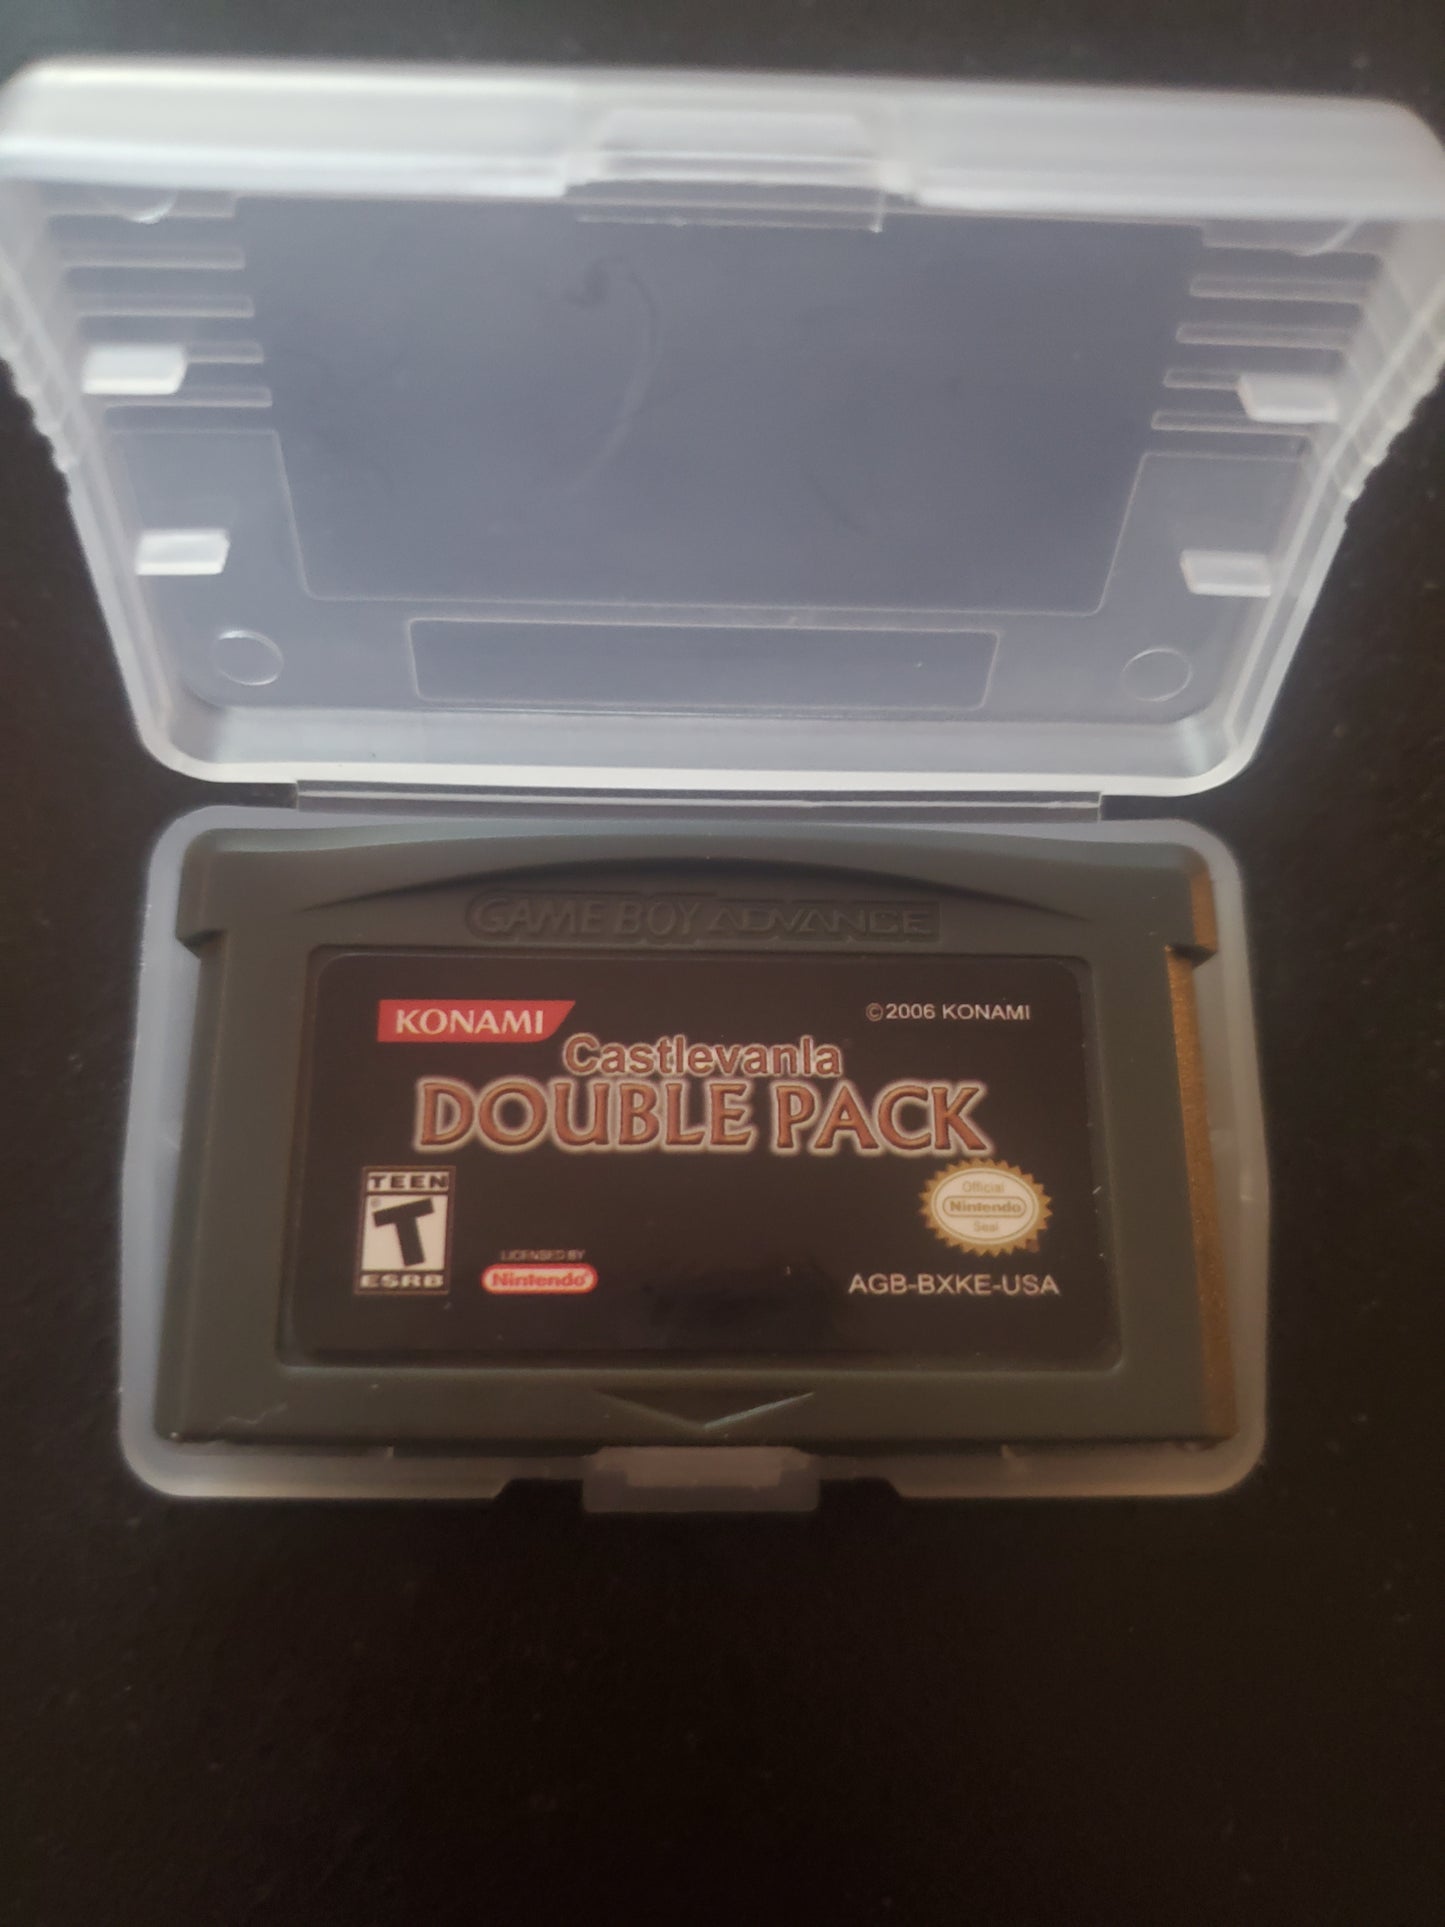 GAME BOY ADVANCE
KONAMI
©2006 KONAMI
Castlevanla
DOUBLE PACK
TEEN
T
ESRB
LICENSED BY
Nintendo
Official
Nintendo
Seal
AGB-BXKE-USA